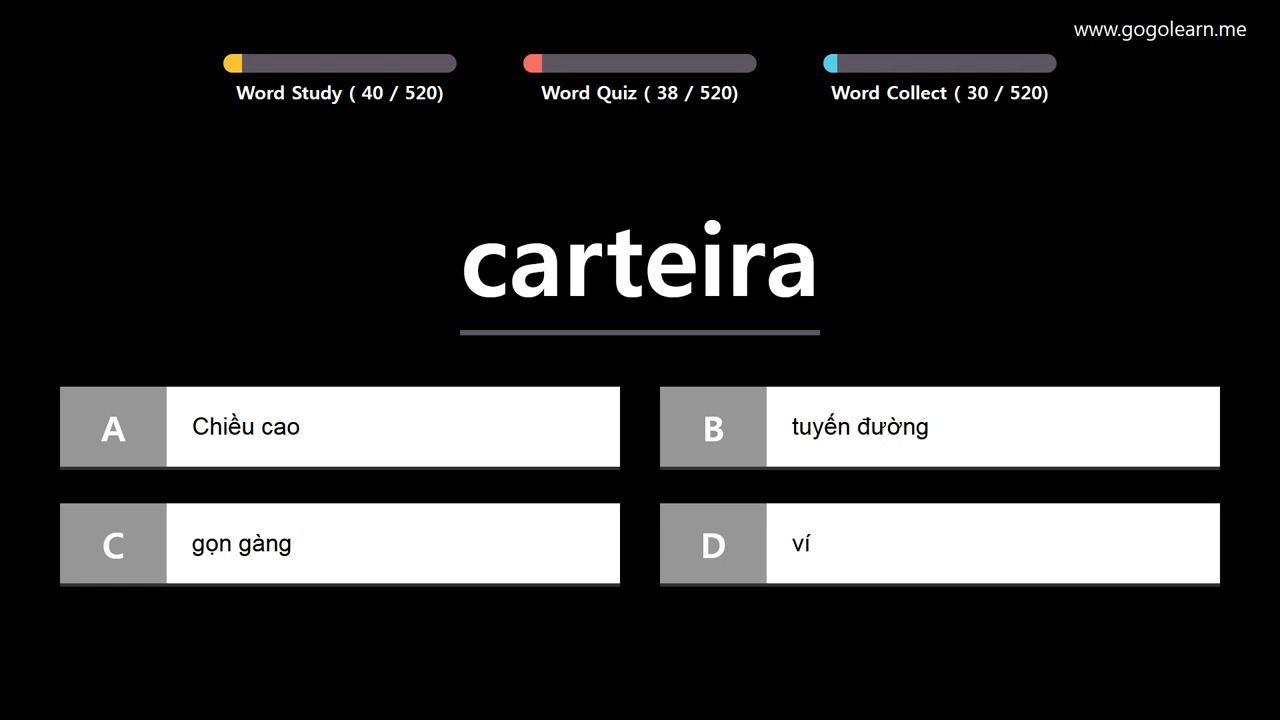 www.gogolearn.me
Word Study ( 40 / 520)
Word Quiz ( 38 / 520)
Word Collect ( 30 / 520)
carteira
A Chiều cao
B tuyến đường
C gọn gàng
D ví